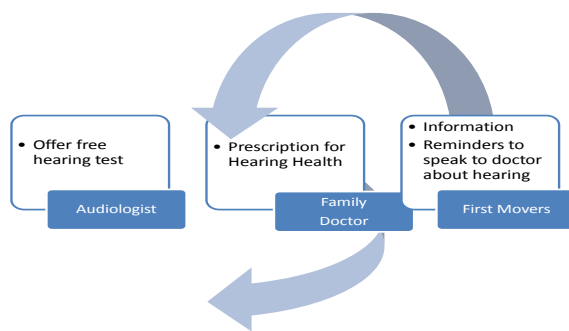 • Offer free
hearing test
Audiologist
• Prescription for
Hearing Health
Family
Doctor
• Information
• Reminders to
speak to doctor
about hearing
First Movers